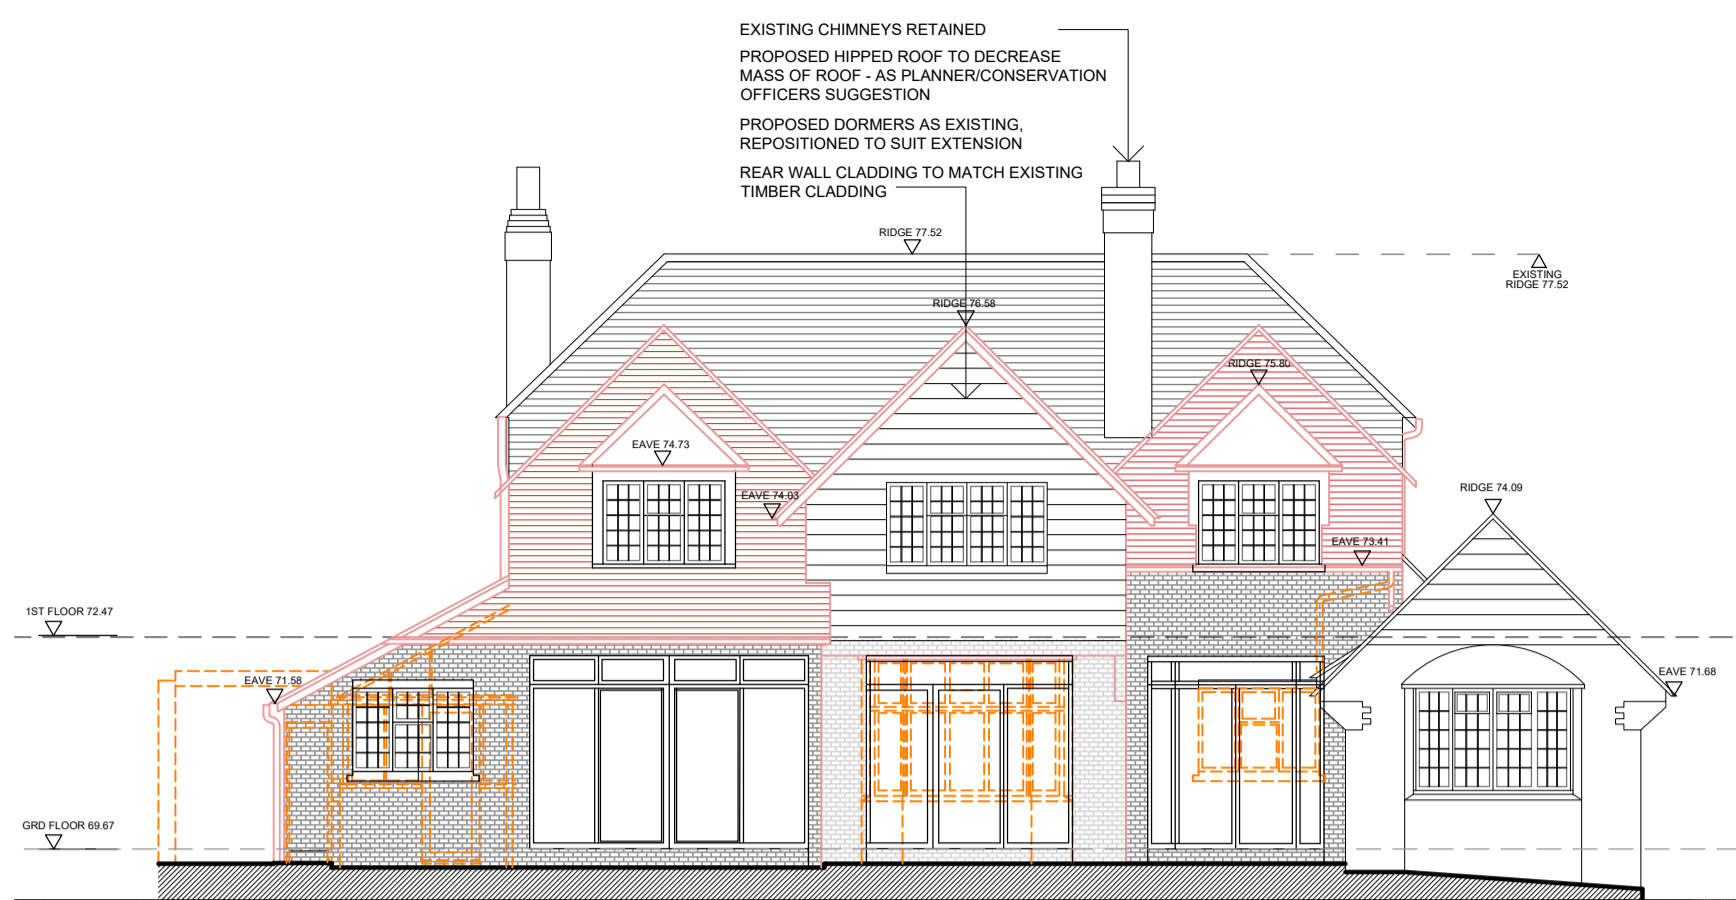 EXISTING CHIMNEYS RETAINED
PROPOSED HIPPED ROOF TO DECREASE
MASS OF ROOF - AS PLANNER/CONSERVATION
OFFICERS SUGGESTION
PROPOSED DORMERS AS EXISTING,
REPOSITIONED TO SUIT EXTENSION
REAR WALL CLADDING TO MATCH EXISTING
TIMBER CLADDING
RIDGE 77.52
EXISTING
RIDGE 77.52
RIDGE 76.58
RIDGE 75.80
EAVE 74.73
EAVE 74.03
RIDGE 74.09
EAVE 73.41
1ST FLOOR 72.47
EAVE 71.58
EAVE 71.68
GRD FLOOR 69.67